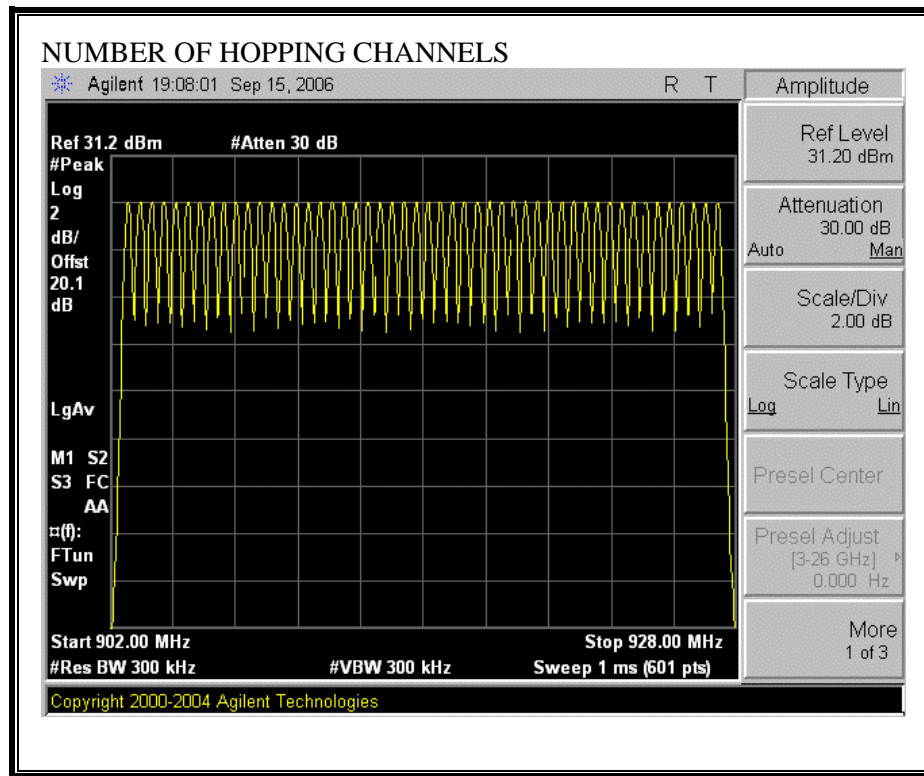 NUMBER OF HOPPING CHANNELS
Agilent 19:08:01 Sep 15, 2006 R T
Ref 31.2 dBm #Atten 30 dB
#Peak
Log
2
dB/
Offst
20.1
dB
LgAv
M1 S2
S3 FC
AA
¤(f):
FTun
Swp
Start 902.00 MHz Stop 928.00 MHz
#Res BW 300 kHz #VBW 300 kHz Sweep 1 ms (601 pts)
Copyright 2000-2004 Agilent Technologies
Amplitude
Ref Level
31.20 dBm
Attenuation
30.00 dB
Auto Man
Scale/Div
2.00 dB
Scale Type
Log Lin
Presel Center
Presel Adjust
[3-26 GHz]
0.000 Hz
More
1 of 3